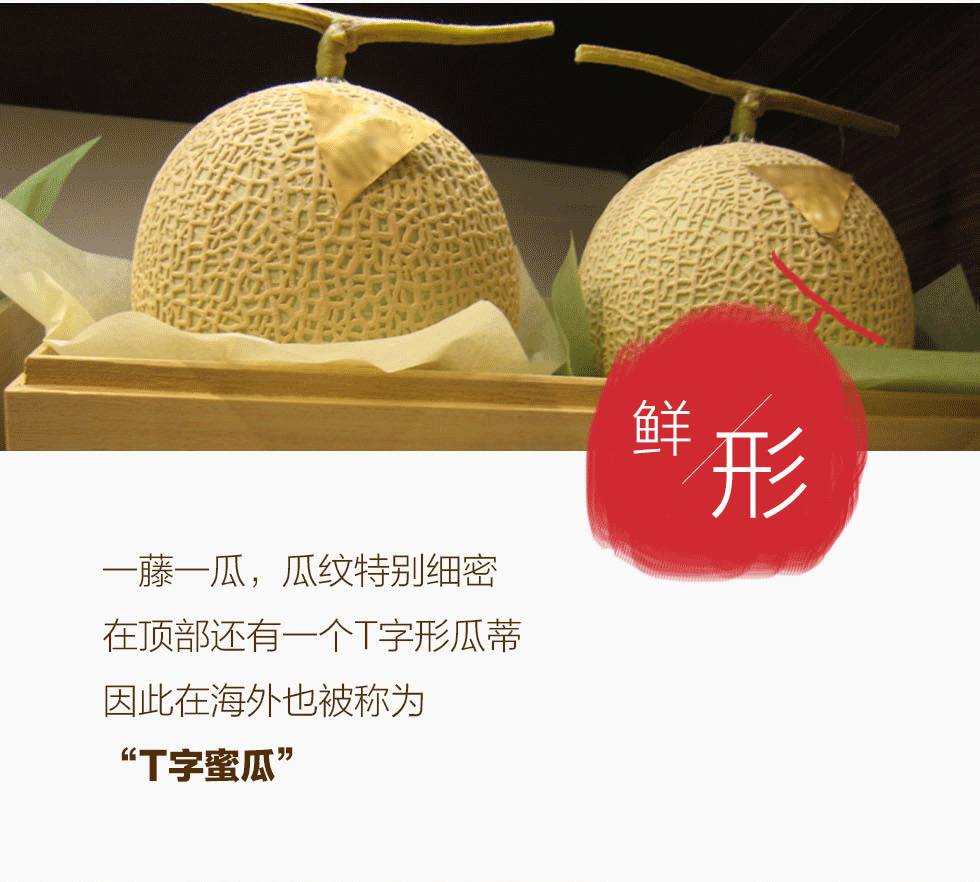 鲜
形
一藤一瓜，瓜纹特别细密
在顶部还有一个T字形瓜蒂
因此在海外也被称为
“T字蜜瓜”